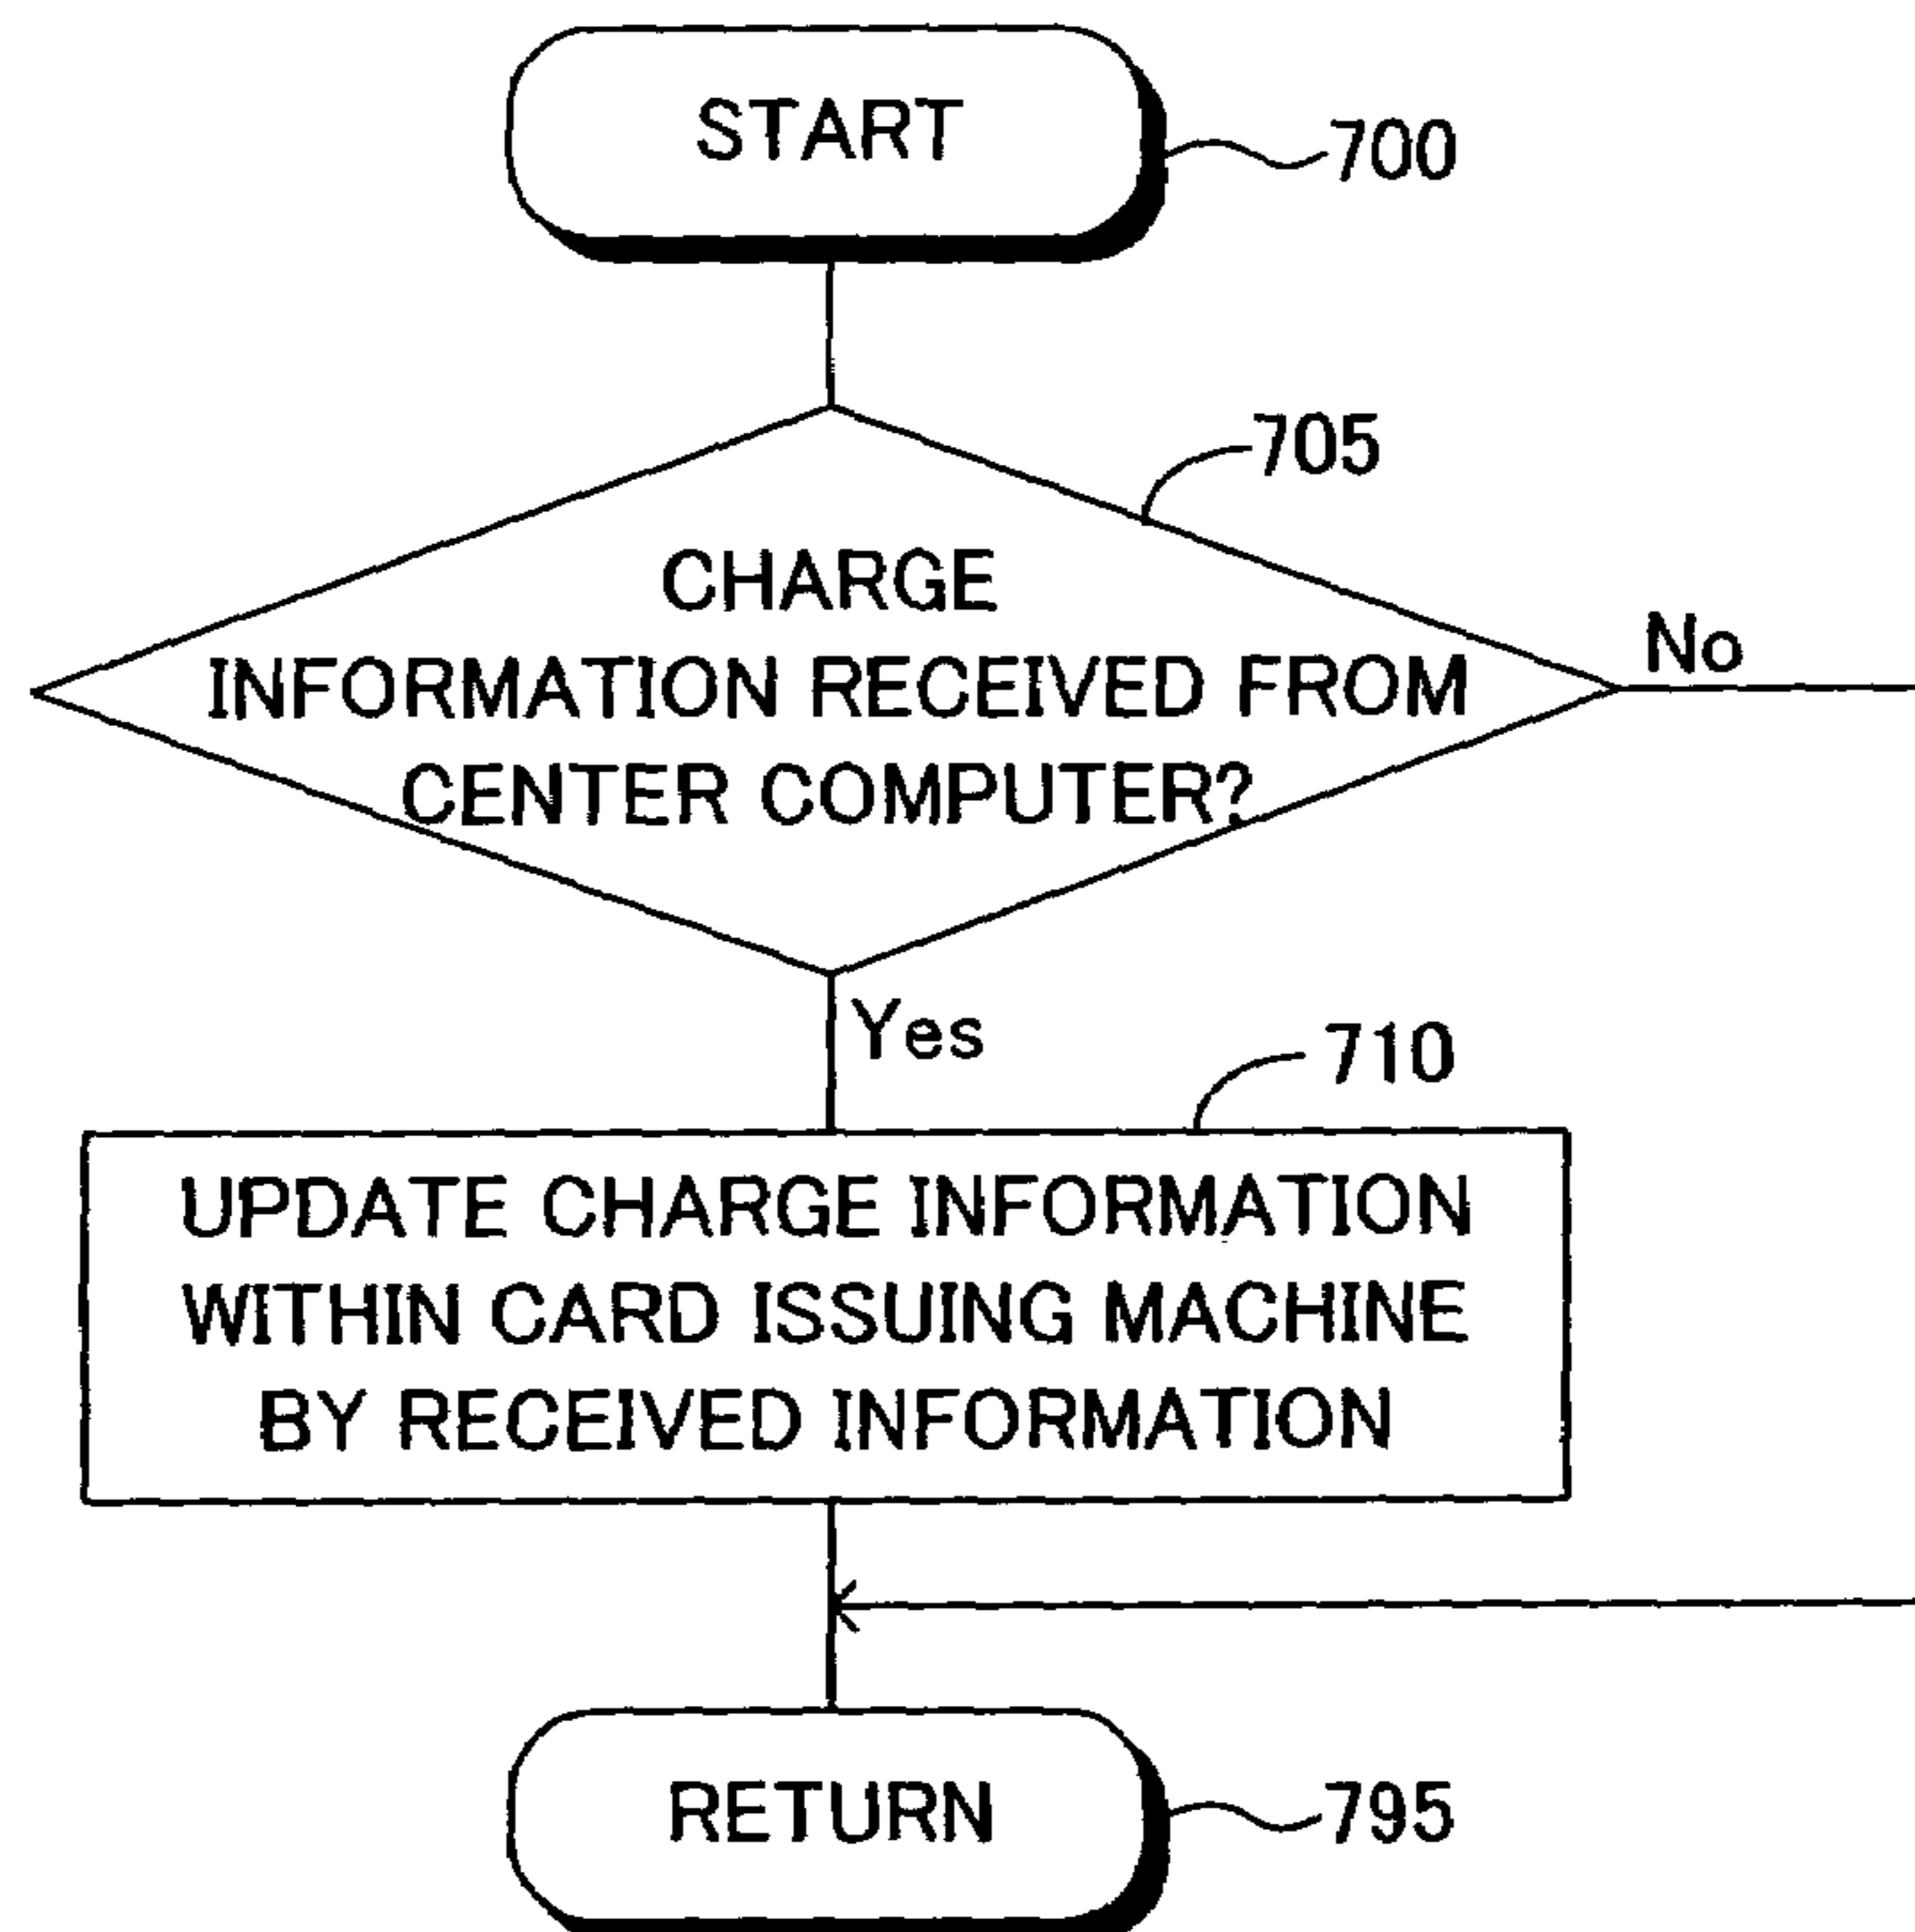 START
700
705
CHARGE
INFORMATION RECEIVED FROM
CENTER COMPUTER?
No
Yes
710
UPDATE CHARGE INFORMATION
WITHIN CARD ISSUING MACHINE
BY RECEIVED INFORMATION
RETURN
795